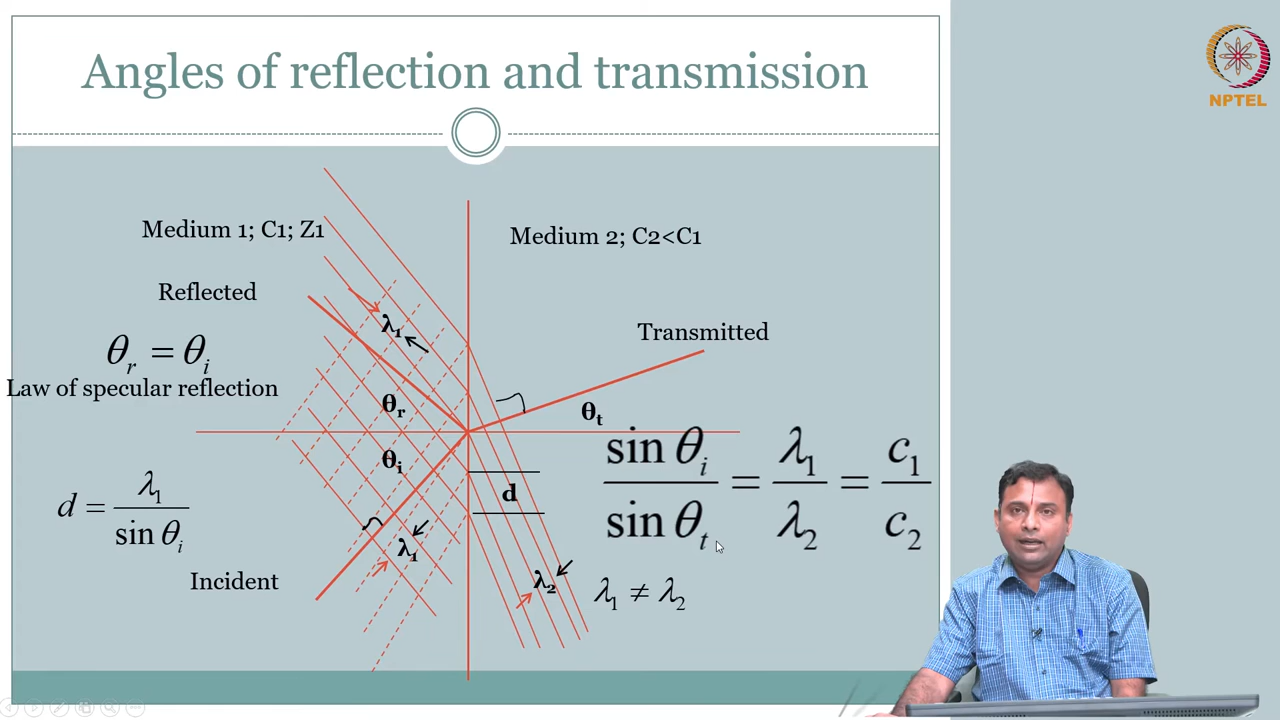 Angles of reflection and transmission
NPTEL
Medium 1; C1; Z1
Medium 2; C2<C1
Reflected
λ₁
Transmitted
θᵣ = θᵢ
Law of specular reflection
θᵣ
θₜ
θᵢ
sin θᵢ / sin θₜ = λ₁ / λ₂ = c₁ / c₂
d
d = λ₁ / sin θᵢ
λ₁
Incident
λ₂
λ₁ ≠ λ₂